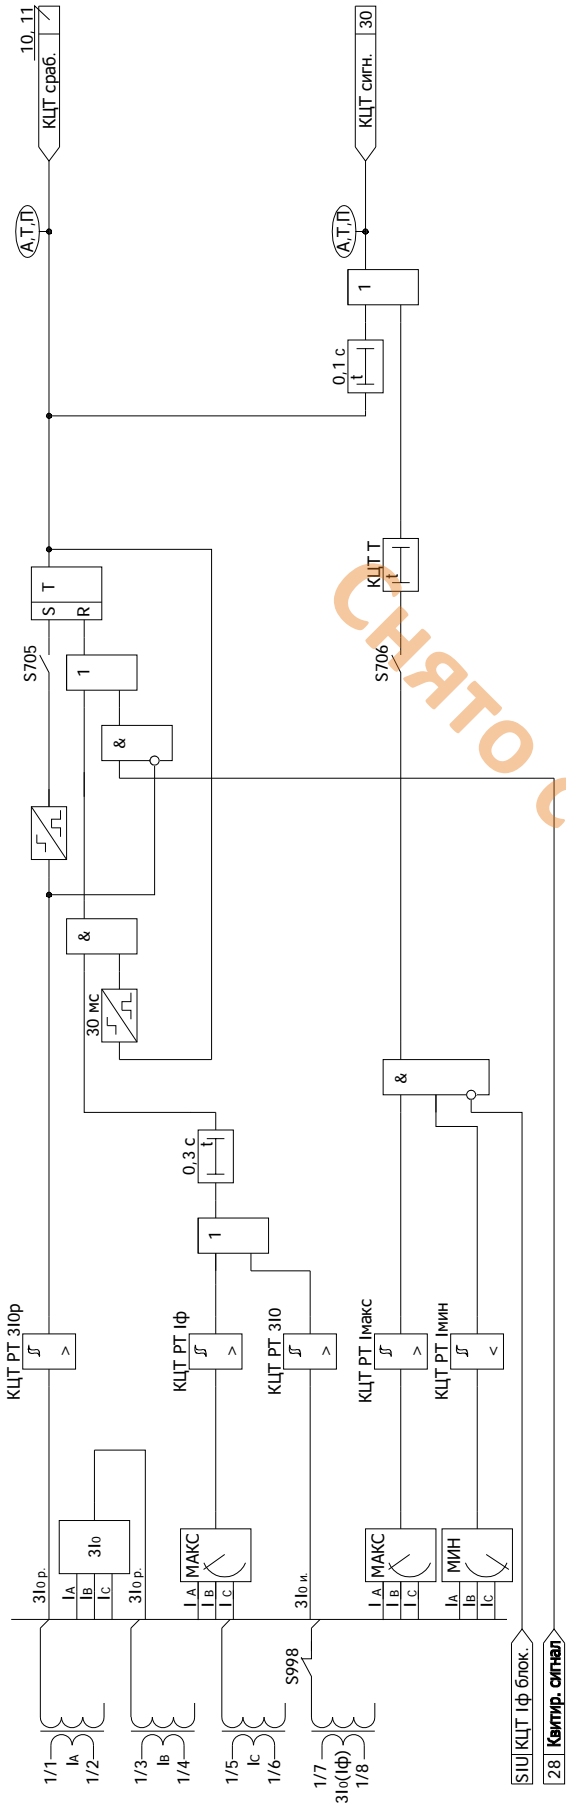 10, 11
КЦТ сраб.
30
КЦТ сигн.
А,Т,П
А,Т,П
1
0,1 с
t
T
S
R
S705
1
&
КЦТ Т
t
S706
СНЯТО С
&
30 мс
&
0,3 с
t
1
КЦТ РТ 3I0р
>
КЦТ РТ Iф
>
КЦТ РТ 3I0
>
КЦТ РТ Iмакс
>
КЦТ РТ Iмин
<
3I0 р.
3I0
IA
IB
IC
3I0 р.
МАКС
IA
IB
IC
3I0 и.
МАКС
IA
IB
IC
МИН
IA
IB
IC
S998
1/1
IA
1/2
1/3
IB
1/4
1/5
IC
1/6
1/7
3I0(Iф)
1/8
SIU КЦТ Iф блок.
28 Квитир. сигнал